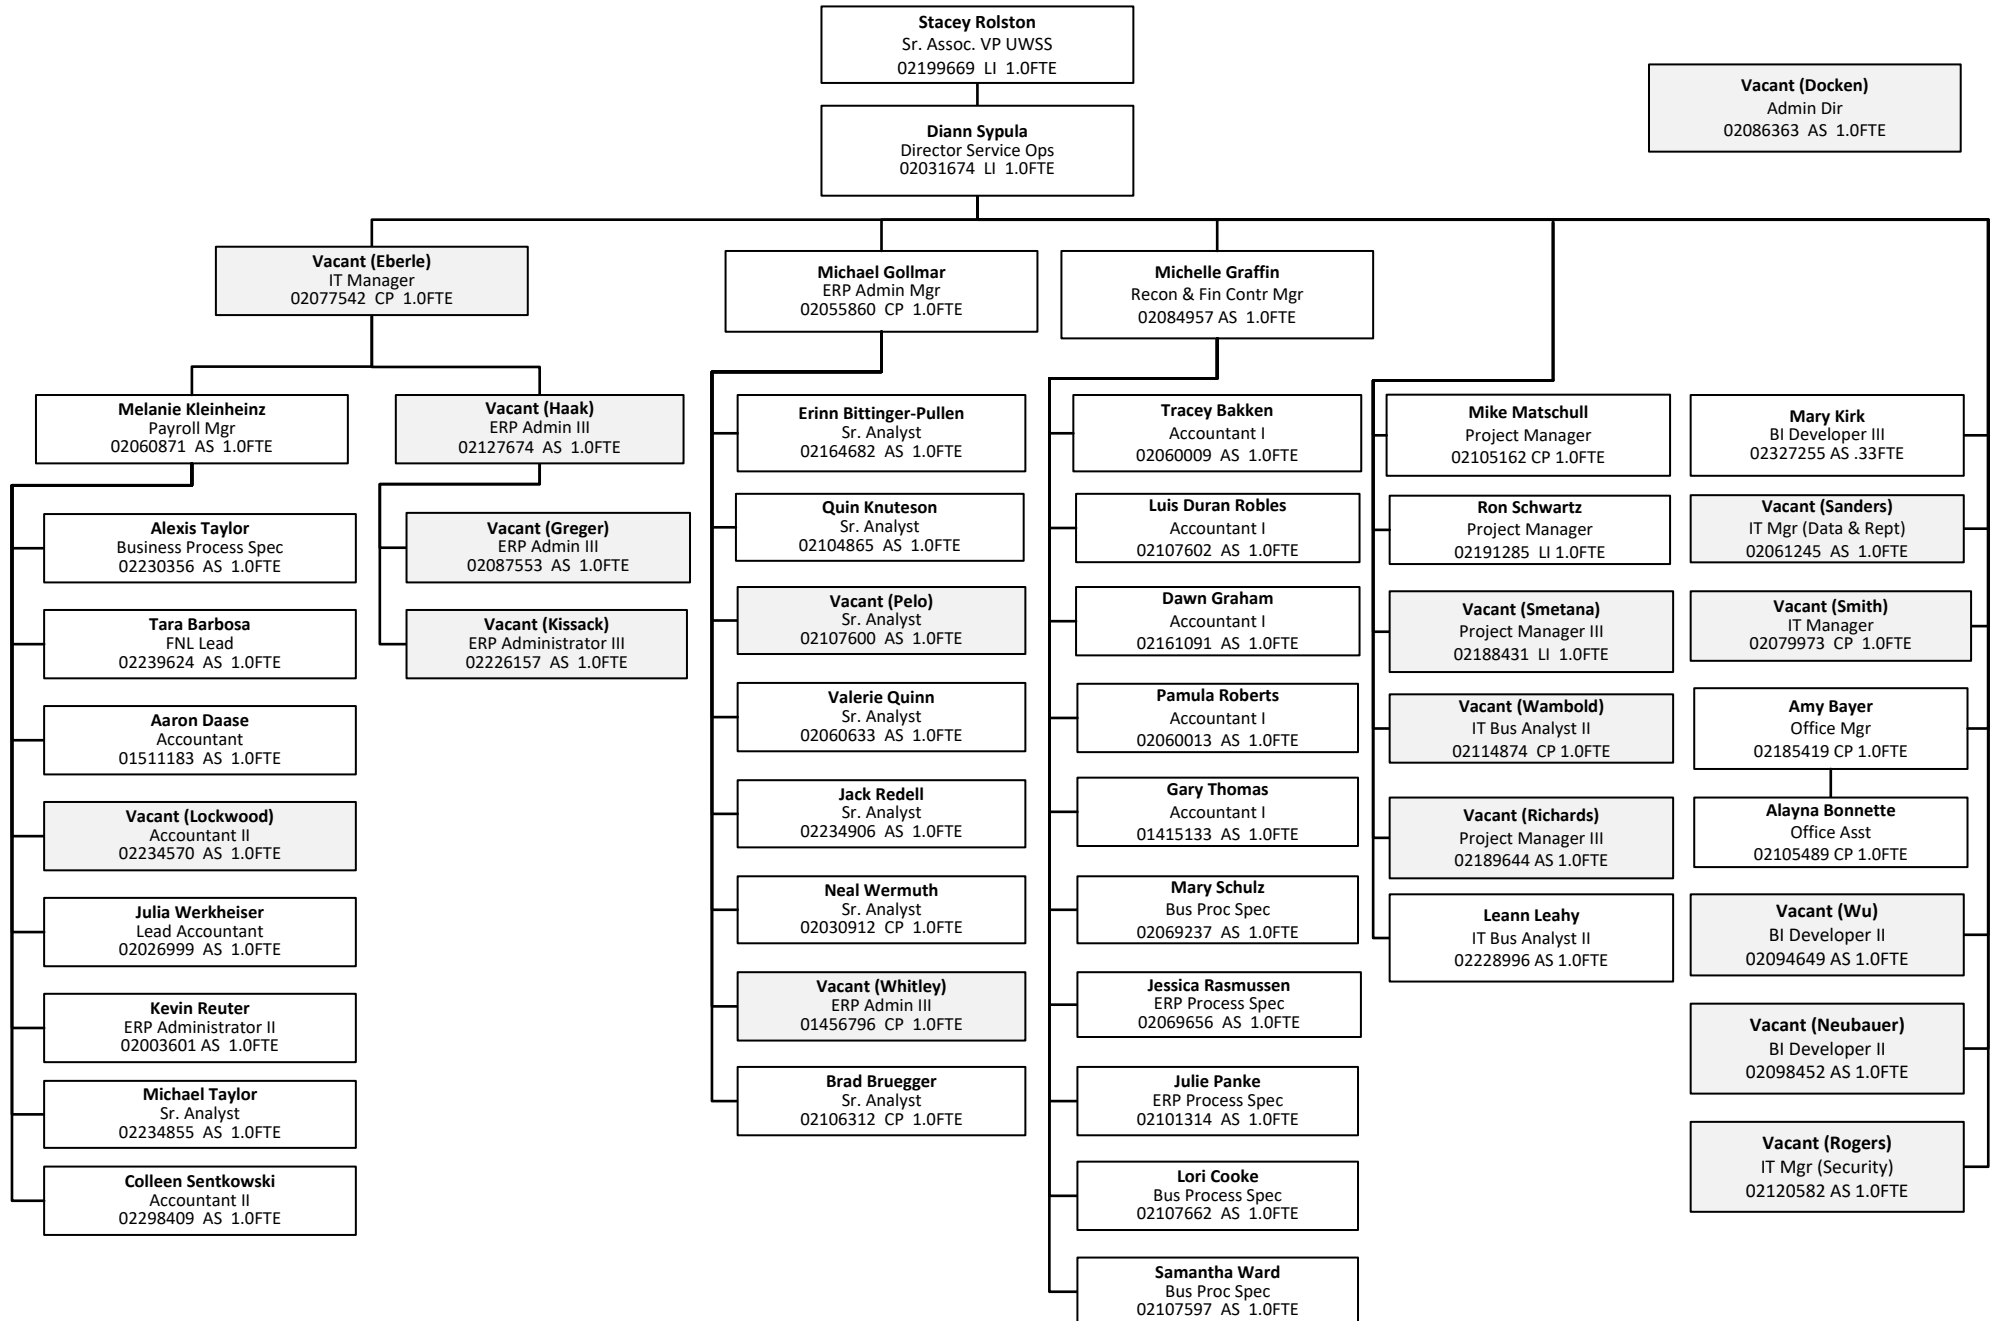 Stacey Rolston
Sr. Assoc. VP UWSS
02199669 LI 1.0FTE
Vacant (Docken)
Admin Dir
02086363 AS 1.0FTE
Diann Sypula
Director Service Ops
02031674 LI 1.0FTE
Vacant (Eberle)
IT Manager
02077542 CP 1.0FTE
Michael Gollmar
ERP Admin Mgr
02055860 CP 1.0FTE
Michelle Graffin
Recon & Fin Contr Mgr
02084957 AS 1.0FTE
Melanie Kleinheinz
Payroll Mgr
02060871 AS 1.0FTE
Alexis Taylor
Business Process Spec
02230356 AS 1.0FTE
Tara Barbosa
FNL Lead
02239624 AS 1.0FTE
Aaron Daase
Accountant
01511183 AS 1.0FTE
Vacant (Lockwood)
Accountant II
02234570 AS 1.0FTE
Julia Werkheiser
Lead Accountant
02026999 AS 1.0FTE
Kevin Reuter
ERP Administrator II
02003601 AS 1.0FTE
Michael Taylor
Sr. Analyst
02234855 AS 1.0FTE
Colleen Sentkowski
Accountant II
02298409 AS 1.0FTE
Vacant (Haak)
ERP Admin III
02127674 AS 1.0FTE
Vacant (Greger)
ERP Admin III
02087553 AS 1.0FTE
Vacant (Kissack)
ERP Administrator III
02226157 AS 1.0FTE
Erinn Bittinger-Pullen
Sr. Analyst
02164682 AS 1.0FTE
Quin Knuteson
Sr. Analyst
02104865 AS 1.0FTE
Vacant (Pelo)
Sr. Analyst
02107600 AS 1.0FTE
Valerie Quinn
Sr. Analyst
02060633 AS 1.0FTE
Jack Redell
Sr. Analyst
02234906 AS 1.0FTE
Neal Wermuth
Sr. Analyst
02030912 CP 1.0FTE
Vacant (Whitley)
ERP Admin III
01456796 CP 1.0FTE
Brad Bruegger
Sr. Analyst
02106312 CP 1.0FTE
Tracey Bakken
Accountant I
02060009 AS 1.0FTE
Luis Duran Robles
Accountant I
02107602 AS 1.0FTE
Dawn Graham
Accountant I
02161091 AS 1.0FTE
Pamula Roberts
Accountant I
02060013 AS 1.0FTE
Gary Thomas
Accountant I
01415133 AS 1.0FTE
Mary Schulz
Bus Proc Spec
02069237 AS 1.0FTE
Jessica Rasmussen
ERP Process Spec
02069656 AS 1.0FTE
Julie Panke
ERP Process Spec
02101314 AS 1.0FTE
Lori Cooke
Bus Process Spec
02107662 AS 1.0FTE
Samantha Ward
Bus Proc Spec
02107597 AS 1.0FTE
Mike Matschull
Project Manager
02105162 CP 1.0FTE
Ron Schwartz
Project Manager
02191285 LI 1.0FTE
Vacant (Smetana)
Project Manager III
02188431 LI 1.0FTE
Vacant (Wambold)
IT Bus Analyst II
02114874 CP 1.0FTE
Vacant (Richards)
Project Manager III
02189644 AS 1.0FTE
Leann Leahy
IT Bus Analyst II
02228996 AS 1.0FTE
Mary Kirk
BI Developer III
02327255 AS .33FTE
Vacant (Sanders)
IT Mgr (Data & Rept)
02061245 AS 1.0FTE
Vacant (Smith)
IT Manager
02079973 CP 1.0FTE
Amy Bayer
Office Mgr
02185419 CP 1.0FTE
Alayna Bonnette
Office Asst
02105489 CP 1.0FTE
Vacant (Wu)
BI Developer II
02094649 AS 1.0FTE
Vacant (Neubauer)
BI Developer II
02098452 AS 1.0FTE
Vacant (Rogers)
IT Mgr (Security)
02120582 AS 1.0FTE